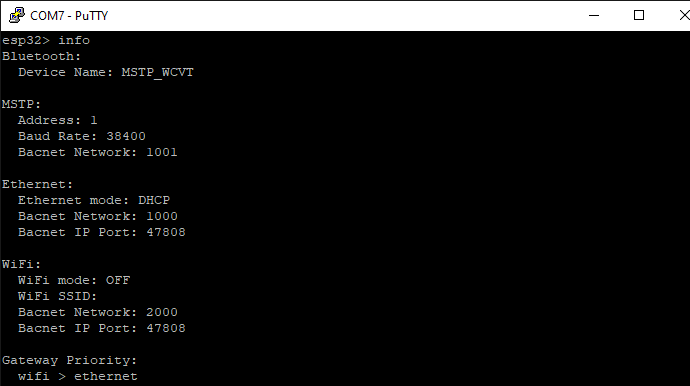 COM7 - PuTTY
esp32> info
Bluetooth:
Device Name: MSTP_WCVT
MSTP:
Address: 1
Baud Rate: 38400
Bacnet Network: 1001
Ethernet:
Ethernet mode: DHCP
Bacnet Network: 1000
Bacnet IP Port: 47808
WiFi:
WiFi mode: OFF
WiFi SSID:
Bacnet Network: 2000
Bacnet IP Port: 47808
Gateway Priority:
wifi > ethernet